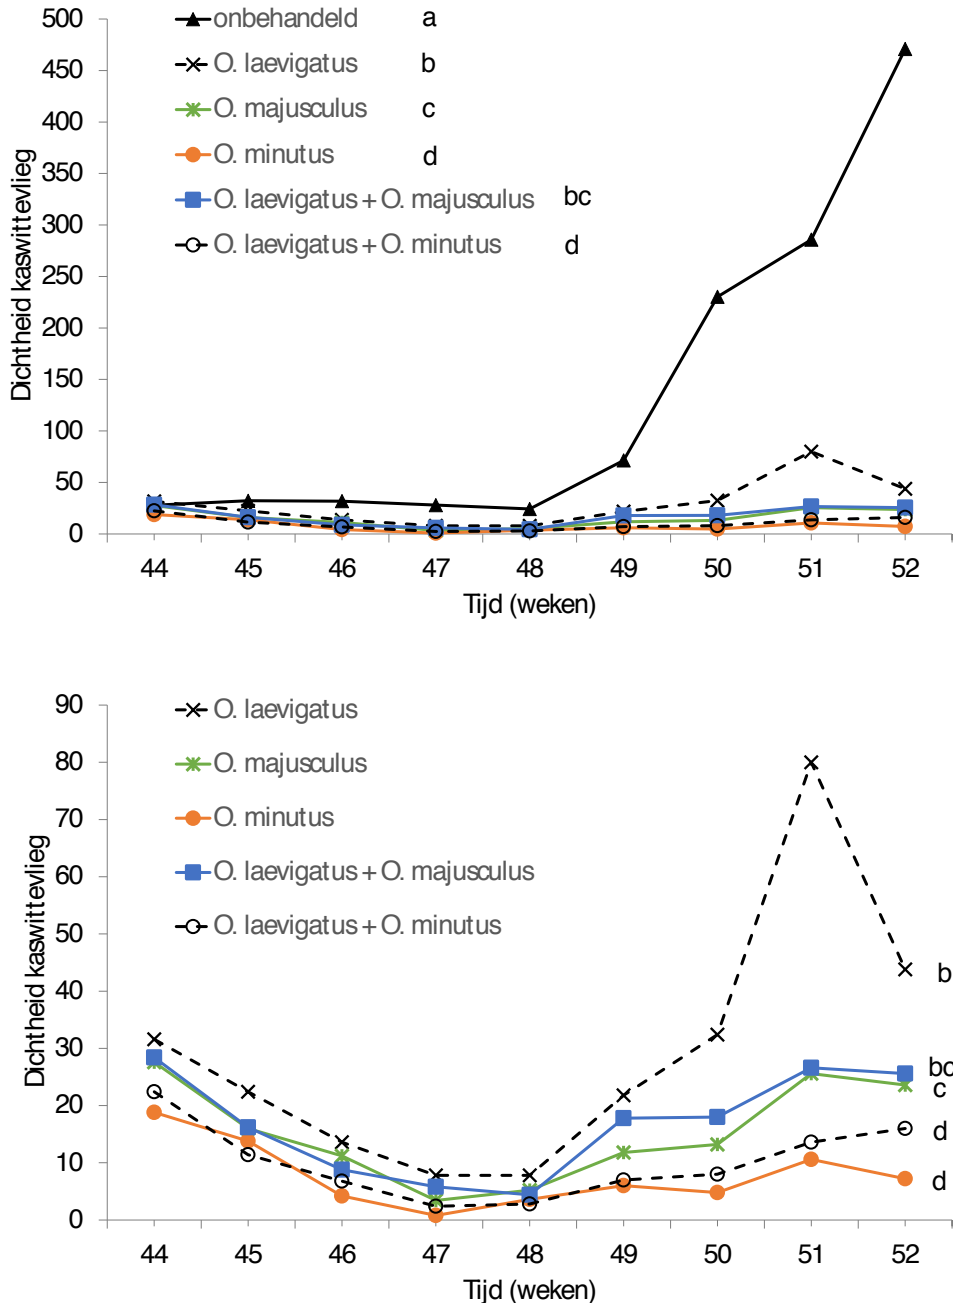 500
450
400
350
300
250
200
150
100
50
0
Dichtheid kaswittevlieg
onbehandeld a
O. laevigatus b
O. majusculus c
O. minutus d
O. laevigatus + O. majusculus bc
O. laevigatus + O. minutus d
44 45 46 47 48 49 50 51 52
Tijd (weken)
90
80
70
60
50
40
30
20
10
0
Dichtheid kaswittevlieg
O. laevigatus
O. majusculus
O. minutus
O. laevigatus + O. majusculus
O. laevigatus + O. minutus
b
bc
c
d
d
44 45 46 47 48 49 50 51 52
Tijd (weken)